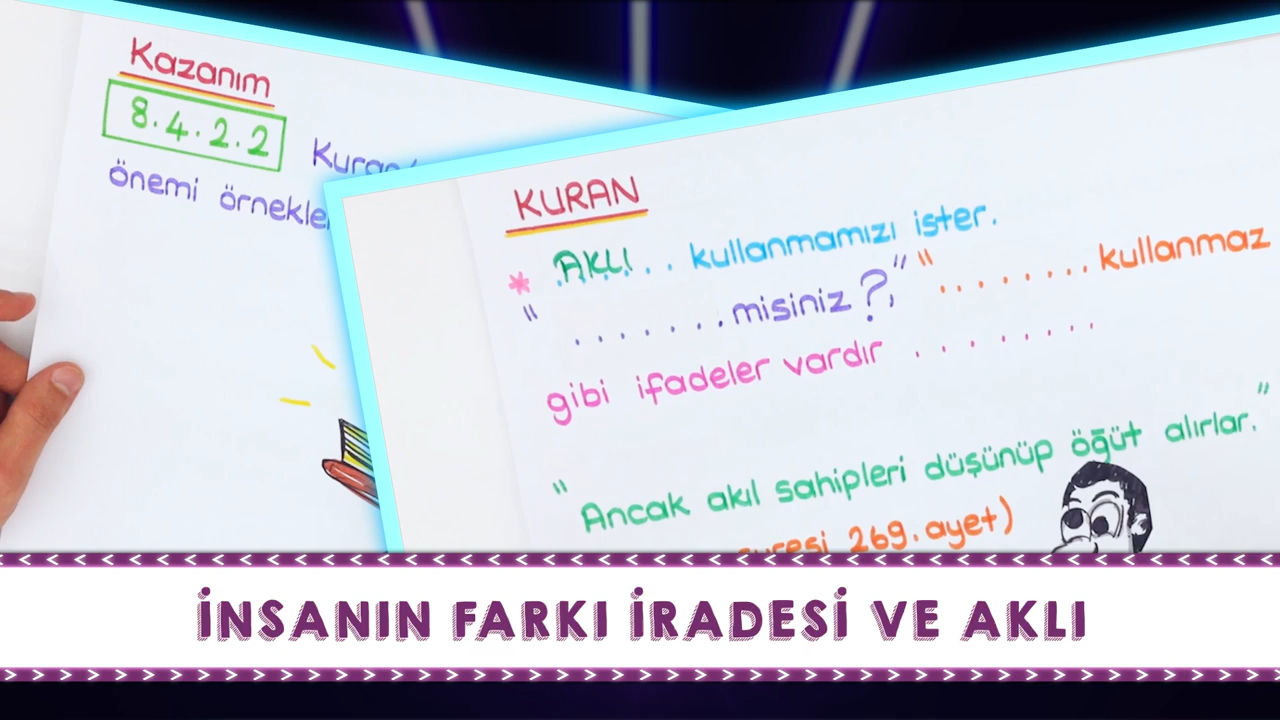 Kazanım
8.4.2.2
önemi
KURAN
* AKLI . . kullanmamızı ister.
" . . . . . . . misiniz?" " . . . . . . . . kullanmaz
gibi ifadeler vardır . . . . . . . .
"Ancak akıl sahipleri düşünüp öğüt alırlar."
269. ayet)
İNSANIN FARKI İRADESİ VE AKLI